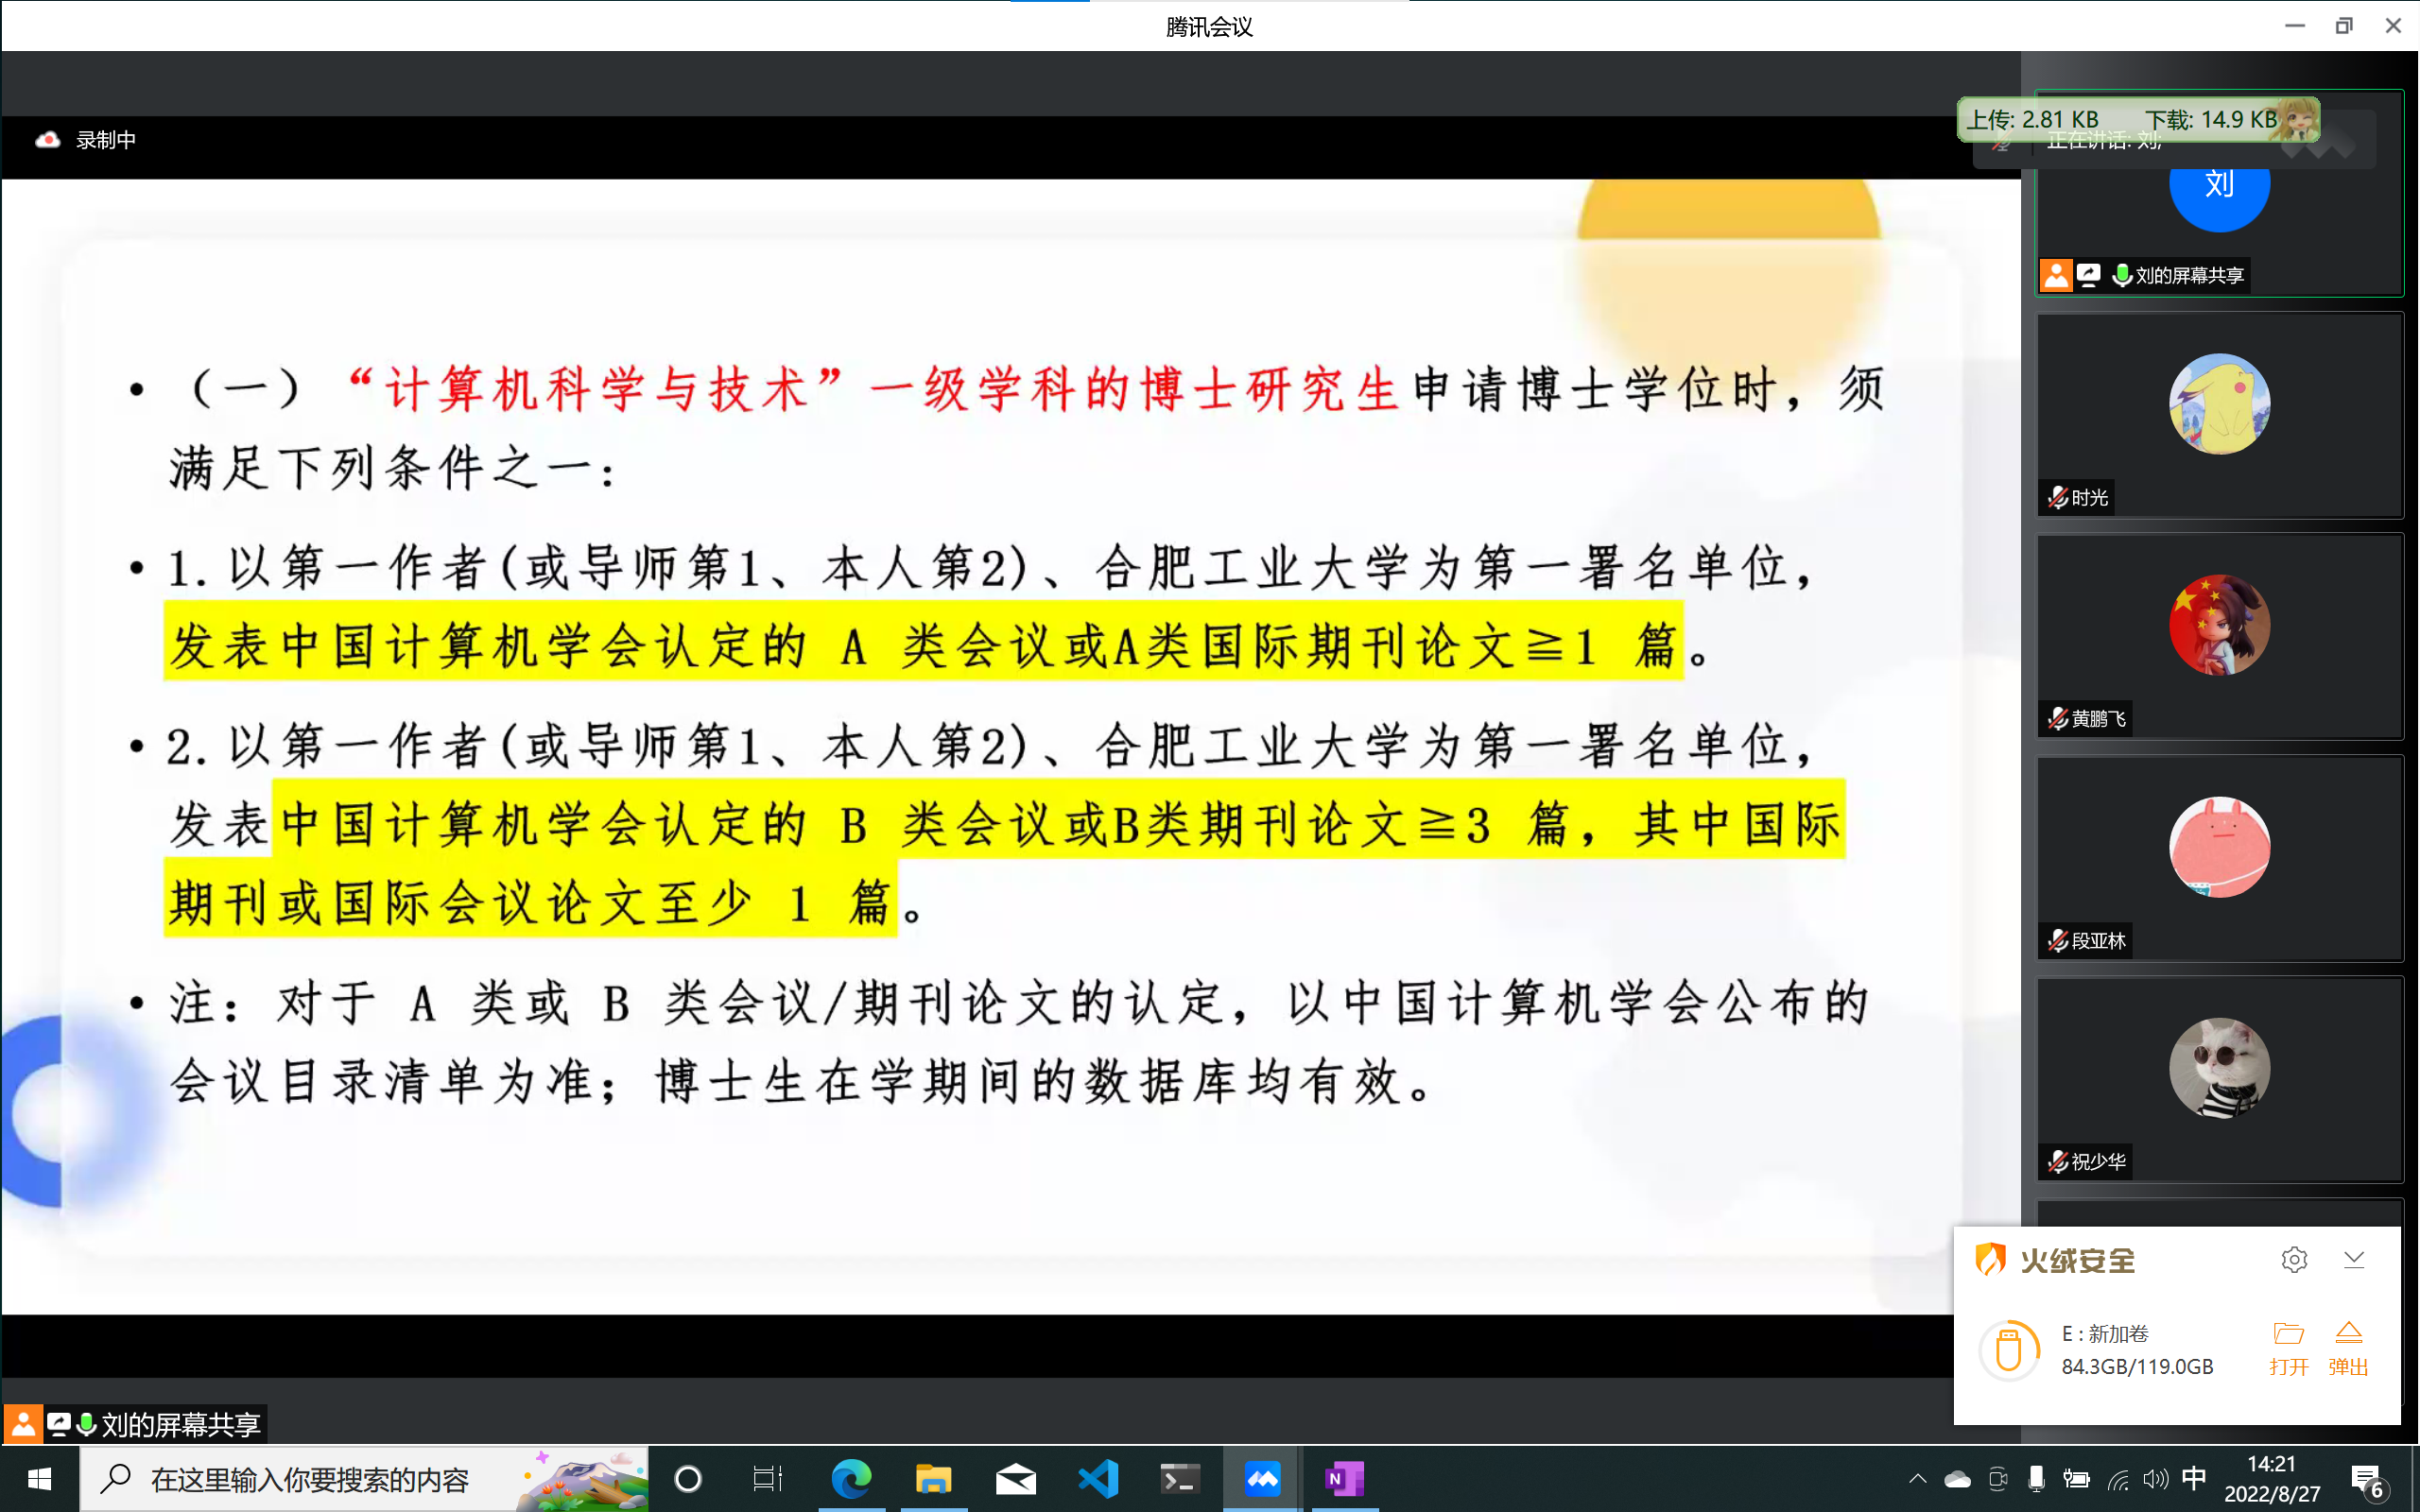 腾讯会议
录制中
上传: 2.81 KB 下载: 14.9 KB
正在讲话: 刘;
刘
刘的屏幕共享
• （一）“计算机科学与技术”一级学科的博士研究生申请博士学位时，须
满足下列条件之一：
• 1. 以第一作者(或导师第1、本人第2)、合肥工业大学为第一署名单位，
发表中国计算机学会认定的 A 类会议或A类国际期刊论文≧1 篇。
• 2. 以第一作者(或导师第1、本人第2)、合肥工业大学为第一署名单位，
发表中国计算机学会认定的 B 类会议或B类期刊论文≧3 篇，其中国际
期刊或国际会议论文至少 1 篇。
• 注：对于 A 类或 B 类会议/期刊论文的认定，以中国计算机学会公布的
会议目录清单为准；博士生在学期间的数据库均有效。
时光
黄鹏飞
段亚林
祝少华
火绒安全
E : 新加卷
84.3GB/119.0GB
打开 弹出
刘的屏幕共享
在这里输入你要搜索的内容
N
中
14:21
2022/8/27
6